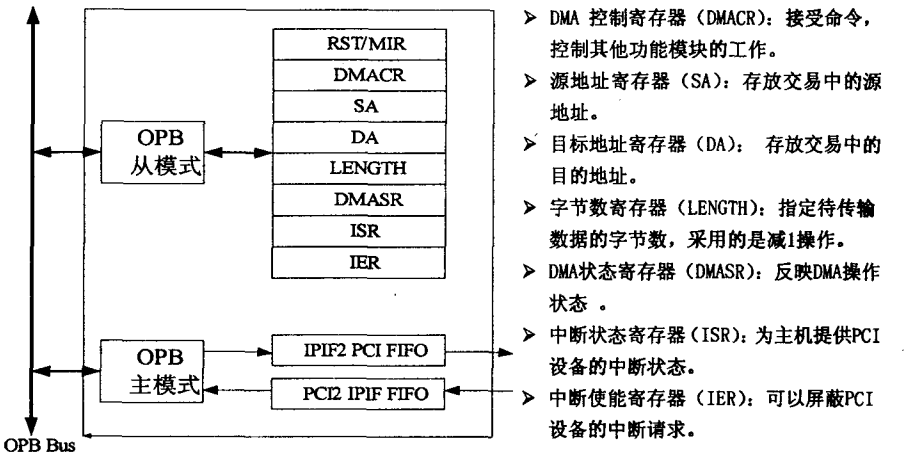 RST/MIR
DMACR
SA
DA
LENGTH
DMASR
ISR
IER
OPB
从模式
OPB
主模式
IPIF2 PCI FIFO
PCI2 IPIF FIFO
OPB Bus
➢ DMA 控制寄存器（DMACR）：接受命令，
控制其他功能模块的工作。
➢ 源地址寄存器（SA）：存放交易中的源
地址。
➢ 目标地址寄存器（DA）： 存放交易中的
目的地址。
➢ 字节数寄存器（LENGTH）：指定待传输
数据的字节数，采用的是减1操作。
➢ DMA状态寄存器（DMASR）：反映DMA操作
状态 。
➢ 中断状态寄存器（ISR）：为主机提供PCI
设备的中断状态。
➢ 中断使能寄存器（IER）：可以屏蔽PCI
设备的中断请求。